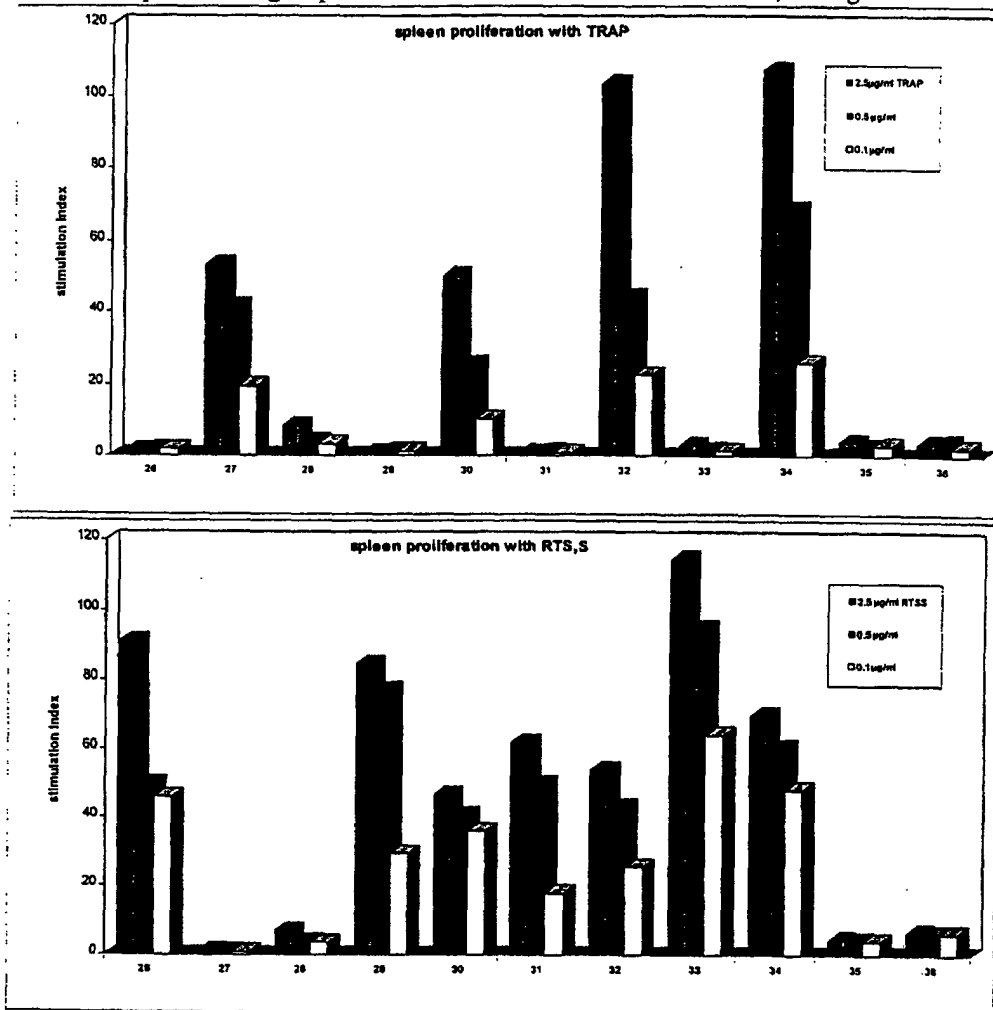 spleen proliferation with TRAP
120
100
80
60
40
20
0
stimulation index
2.5µg/ml TRAP
0.5µg/ml
0.1µg/ml
26 27 28 29 30 31 32 33 34 35 36
spleen proliferation with RTS,S
120
100
80
60
40
20
0
stimulation index
2.5µg/ml RTSS
0.5µg/ml
0.1µg/ml
26 27 28 29 30 31 32 33 34 35 36